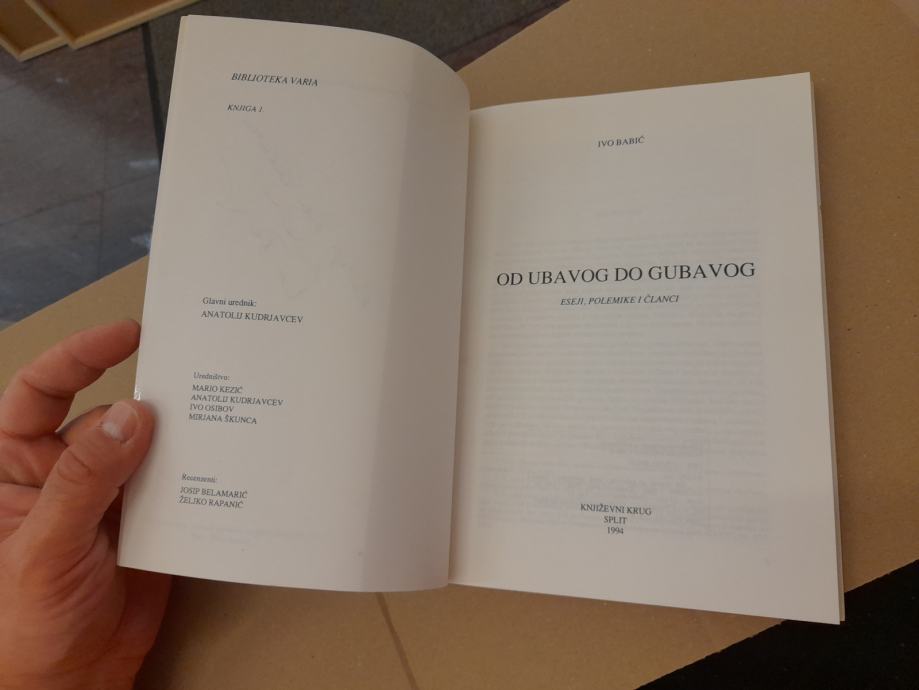 BIBLIOTEKA VARIA
KNJIGA 1
Glavni urednik:
ANATOLIJ KUDRJAVCEV
Uredništvo:
MARIO KEZIĆ
ANATOLIJ KUDRJAVCEV
IVO OSIBOV
MIRJANA ŠKUNCA
Recenzenti:
JOSIP BELAMARIĆ
ŽELJKO RAPANIĆ
IVO BABIĆ
OD UBAVOG DO GUBAVOG
ESEJI, POLEMIKE I ČLANCI
KNJIŽEVNI KRUG
SPLIT
1994